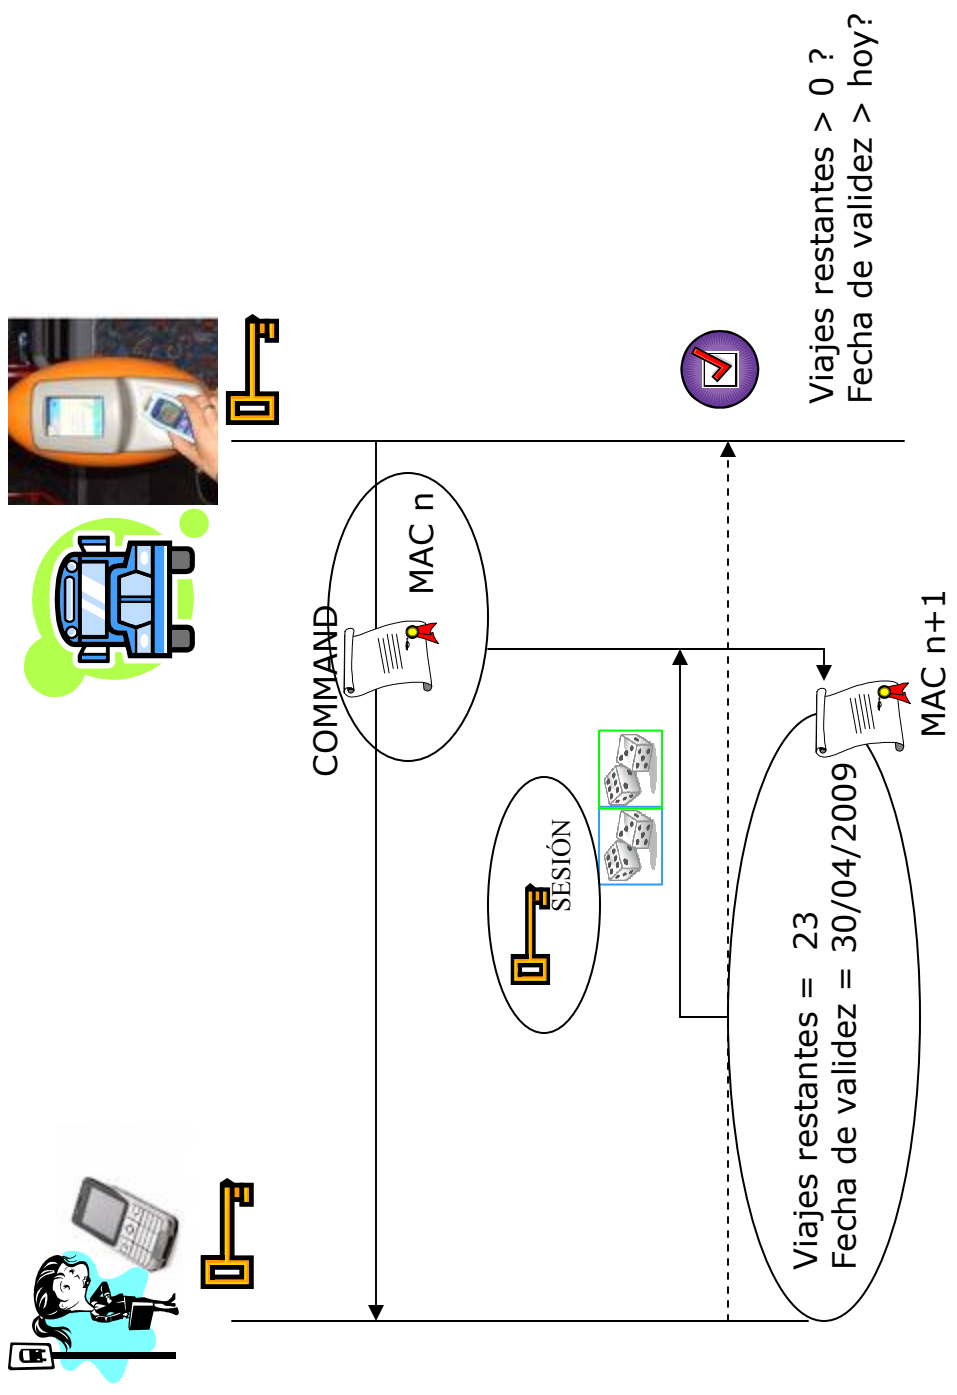 COMMAND
MAC n
SESIÓN
Viajes restantes = 23
Fecha de validez = 30/04/2009
MAC n+1
Viajes restantes > 0 ?
Fecha de validez > hoy?